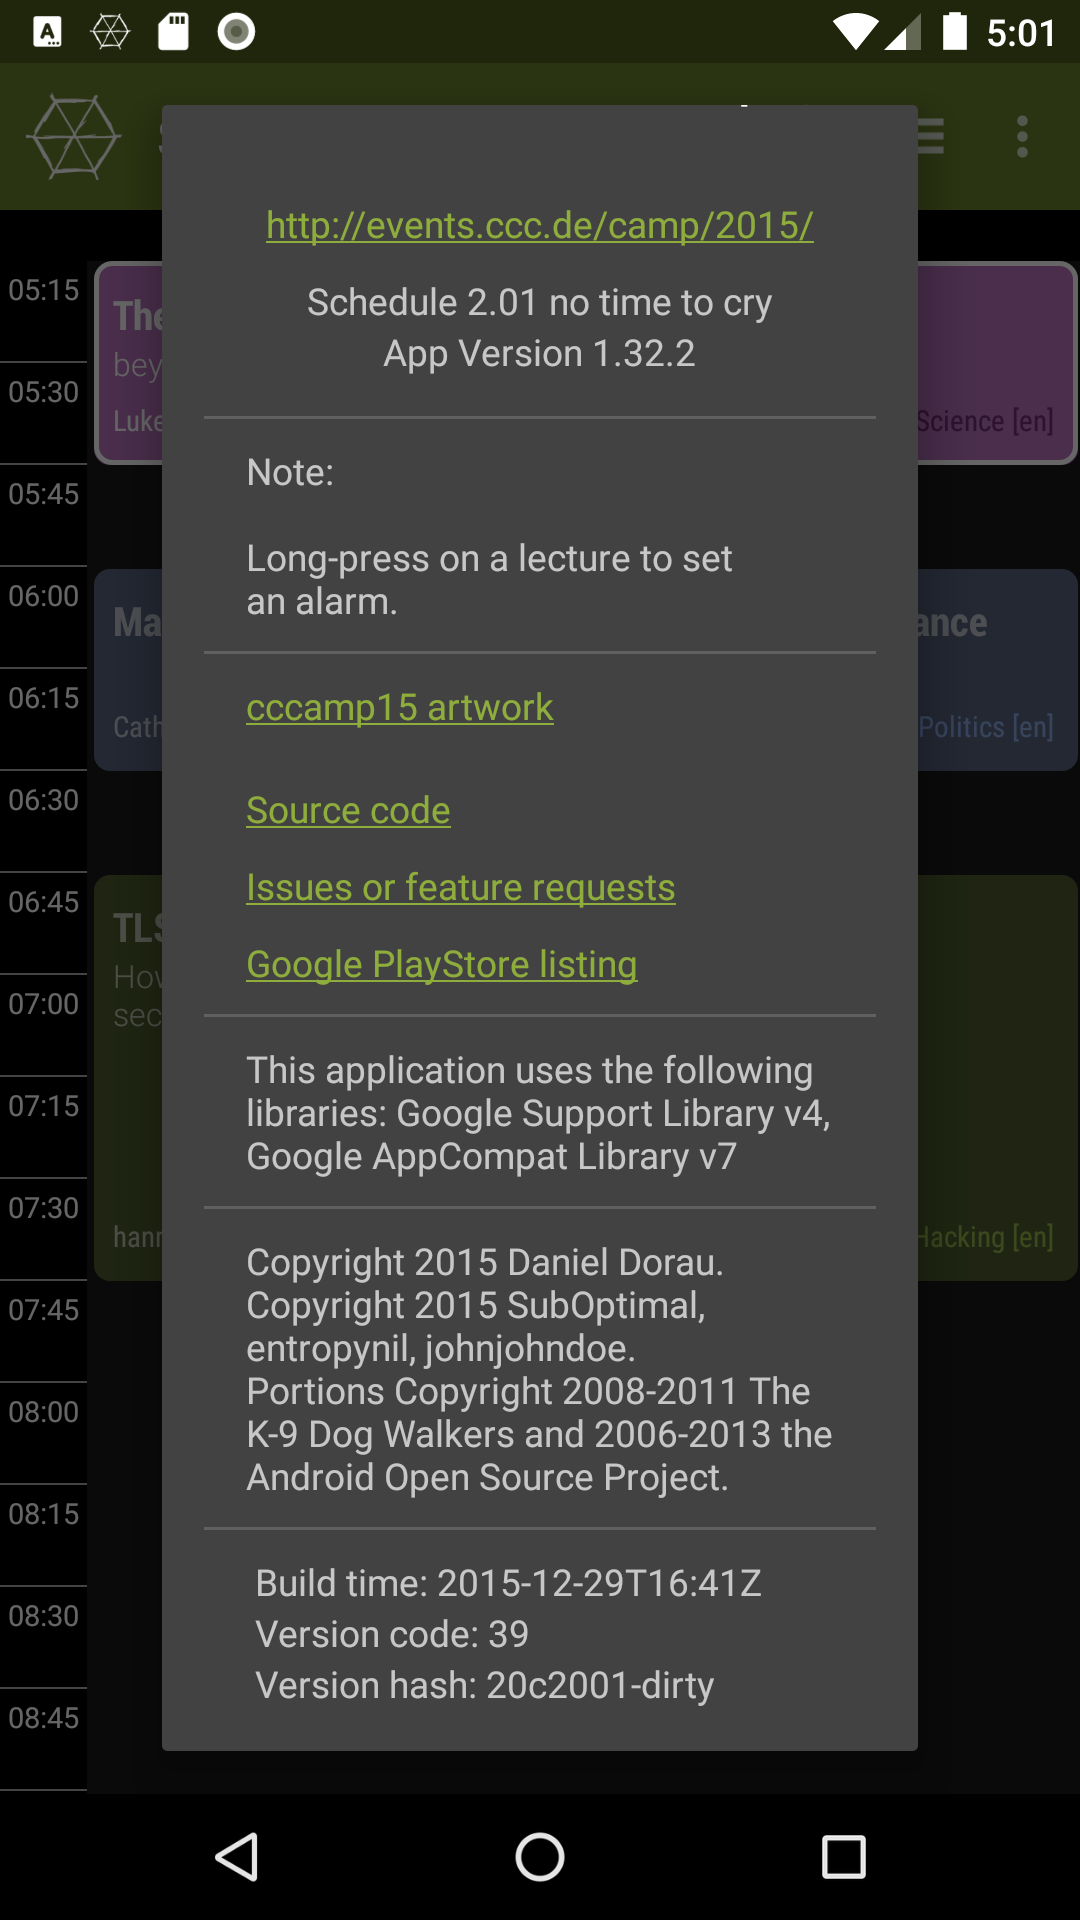 5:01
http://events.ccc.de/camp/2015/
Schedule 2.01 no time to cry
App Version 1.32.2
Note:
Long-press on a lecture to set
an alarm.
cccamp15 artwork
Source code
Issues or feature requests
Google PlayStore listing
This application uses the following
libraries: Google Support Library v4,
Google AppCompat Library v7
Copyright 2015 Daniel Dorau.
Copyright 2015 SubOptimal,
entropynil, johnjohndoe.
Portions Copyright 2008-2011 The
K-9 Dog Walkers and 2006-2013 the
Android Open Source Project.
Build time: 2015-12-29T16:41Z
Version code: 39
Version hash: 20c2001-dirty
05:15
The
bey
Luke
Science [en]
05:30
05:45
06:00
Ma
ance
06:15
Cath
Politics [en]
06:30
06:45
TLS
How
07:00
sec
07:15
07:30
hann
Hacking [en]
07:45
08:00
08:15
08:30
08:45